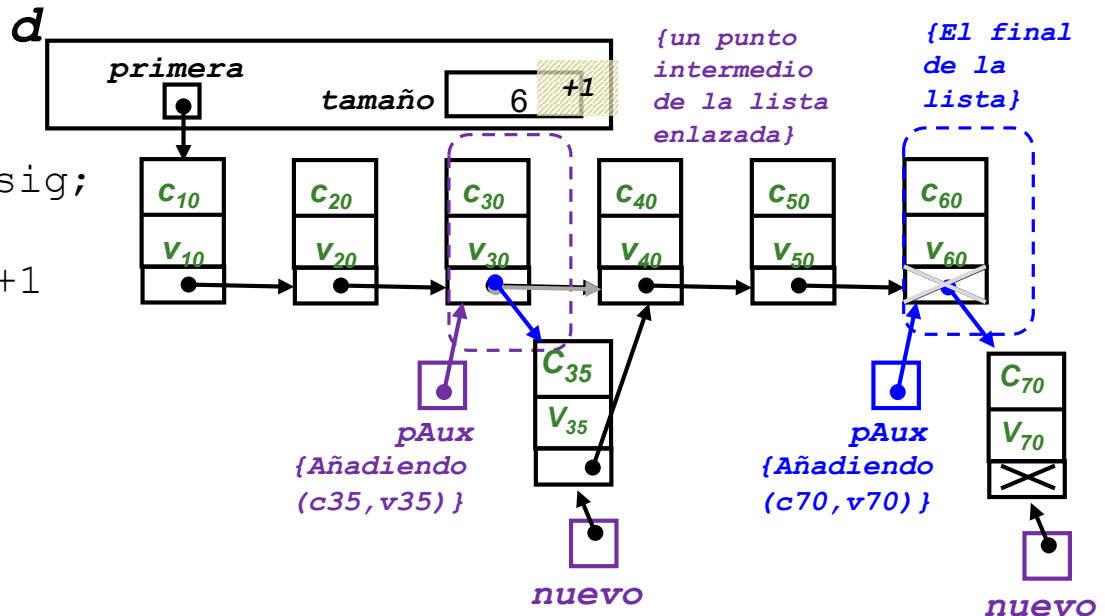 d
primera
tamaño 6 +1
{un punto
intermedio
de la lista
enlazada}
{El final
de la
lista}
sig;
+1
c10
v10
c20
v20
c30
v30
c40
v40
c50
v50
c60
v60
C35
V35
C70
V70
pAux
{Añadiendo
(c35,v35)}
nuevo
pAux
{Añadiendo
(c70,v70)}
nuevo